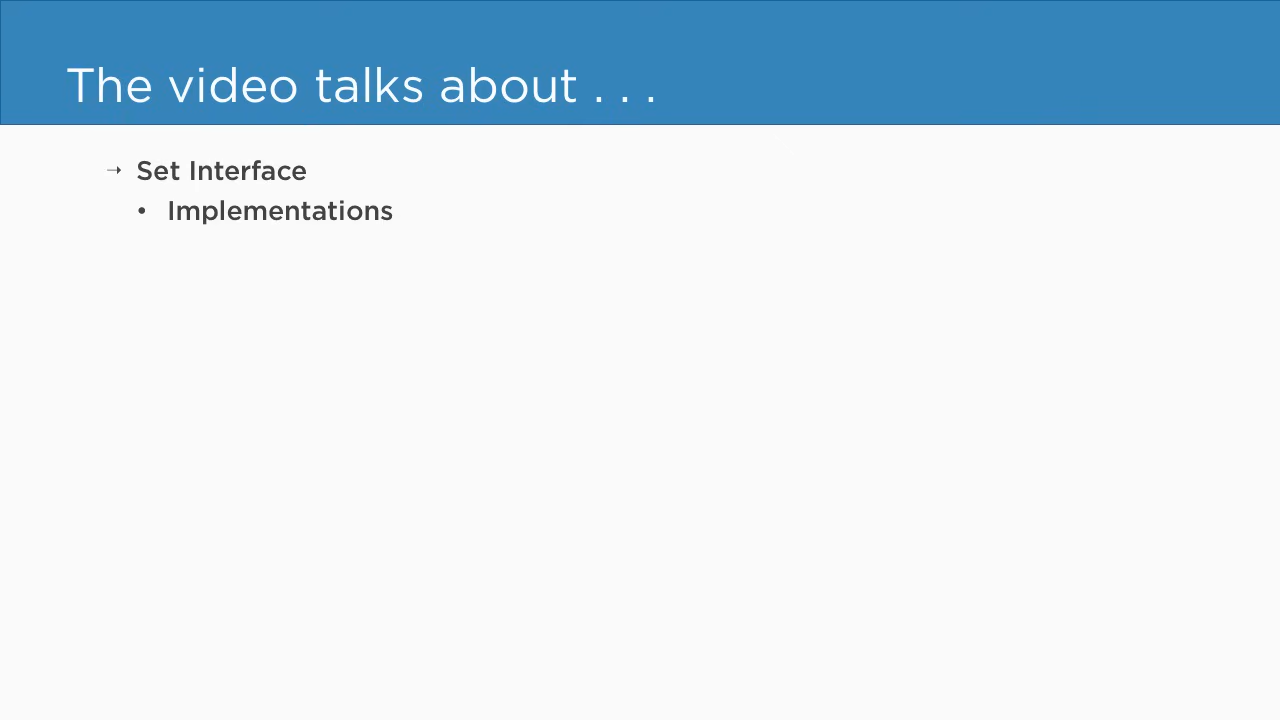 The video talks about . . .
➝ Set Interface
• Implementations